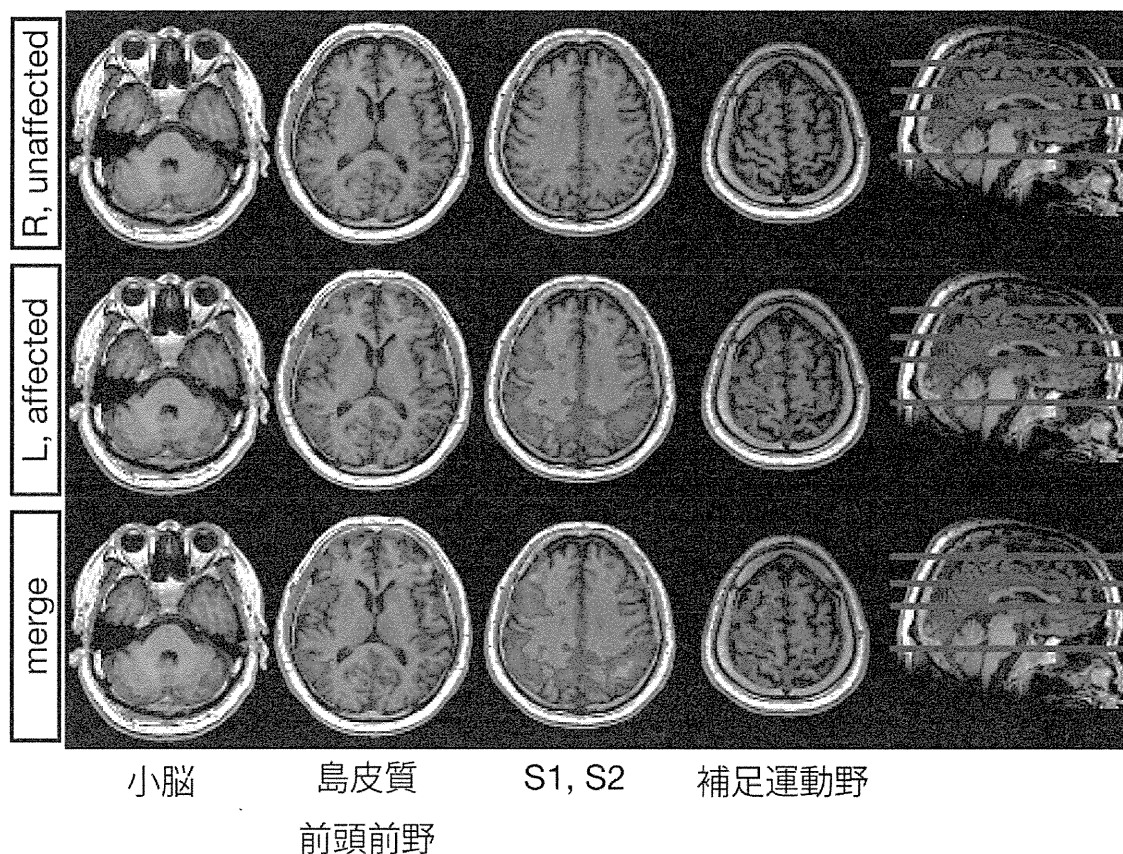 R, unaffected
L, affected
merge
小脳
島皮質
前頭前野
S1, S2
補足運動野